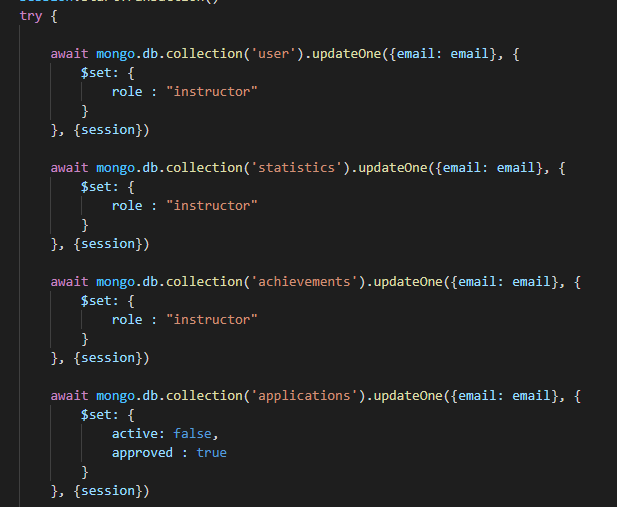 try {
await mongo.db.collection('user').updateOne({email: email}, {
$set: {
role : "instructor"
}
}, {session})
await mongo.db.collection('statistics').updateOne({email: email}, {
$set: {
role : "instructor"
}
}, {session})
await mongo.db.collection('achievements').updateOne({email: email}, {
$set: {
role : "instructor"
}
}, {session})
await mongo.db.collection('applications').updateOne({email: email}, {
$set: {
active: false,
approved : true
}
}, {session})